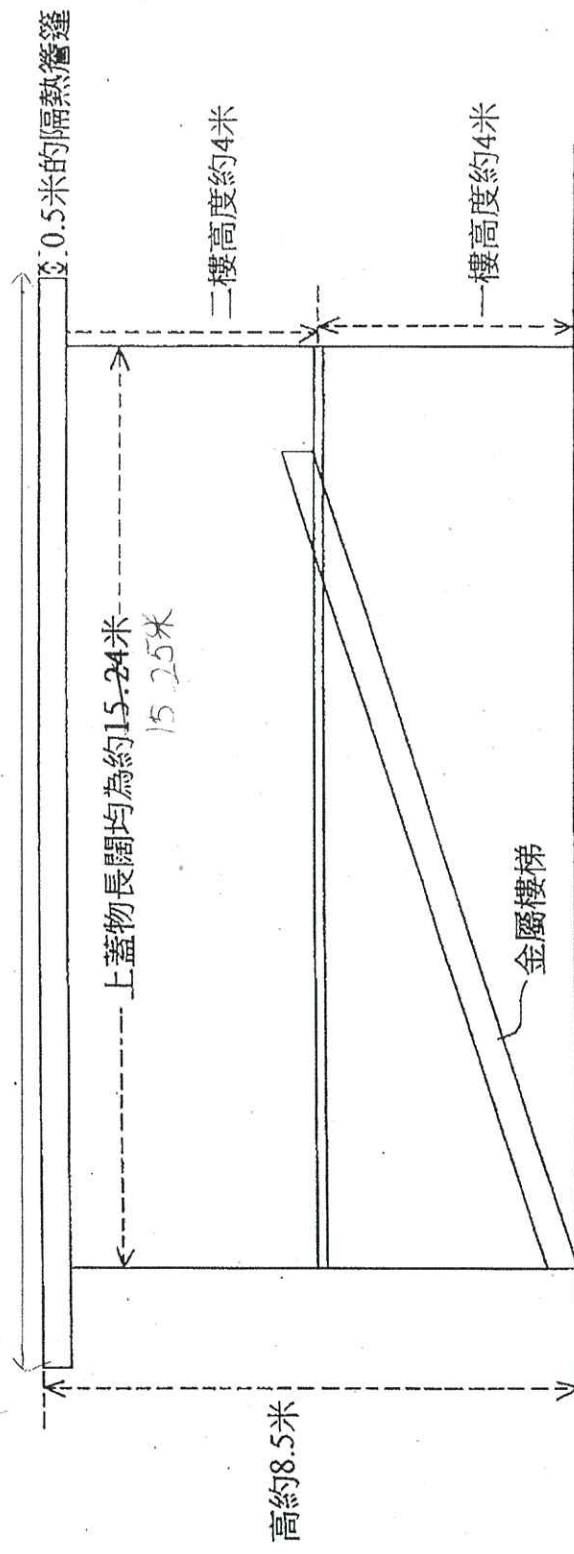 0.5米的隔熱簷篷
上蓋物長闊均為約15.24米
15.25米
二樓高度約4米
一樓高度約4米
金屬樓梯
高約8.5米